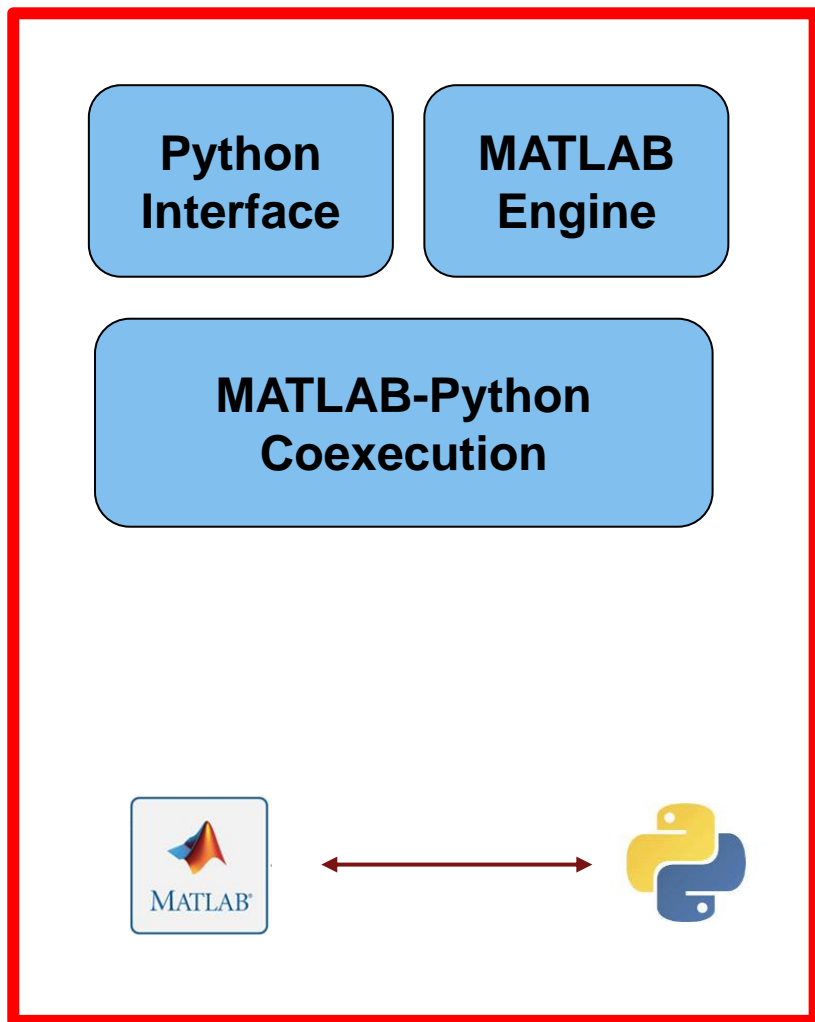 Python
Interface
MATLAB
Engine
MATLAB-Python
Coexecution
MATLAB®